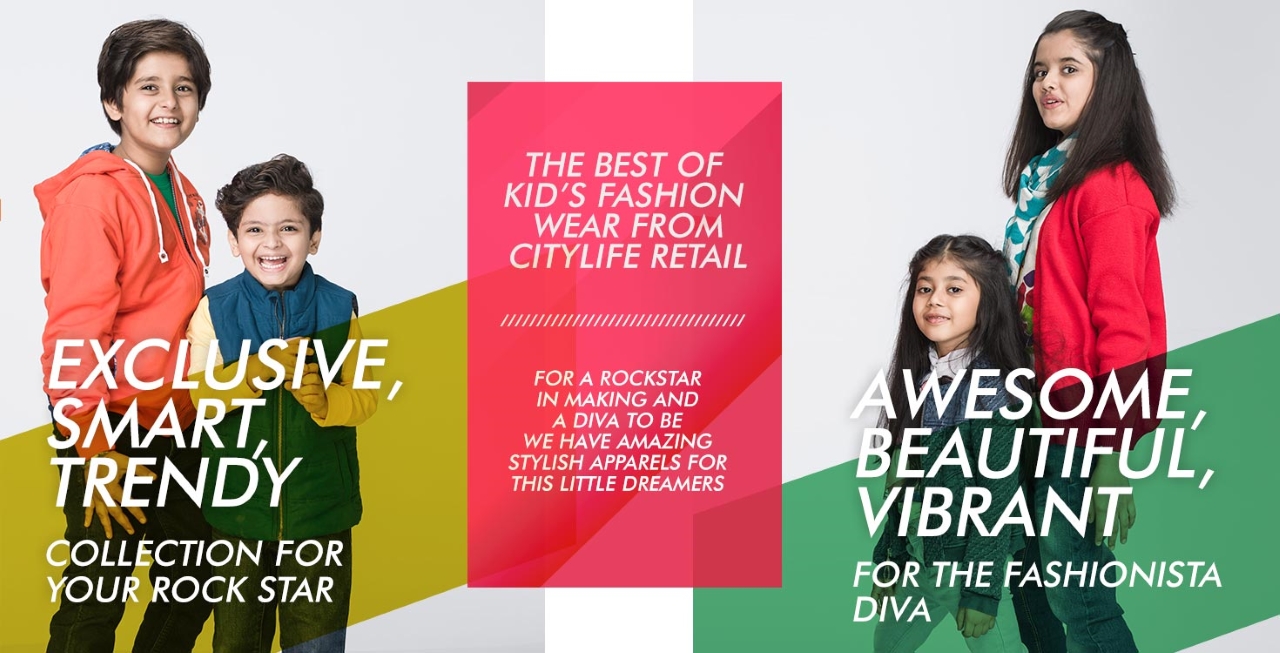 EXCLUSIVE,
SMART,
TRENDY
COLLECTION FOR
YOUR ROCK STAR
THE BEST OF
KID'S FASHION
WEAR FROM
CITYLIFE RETAIL
FOR A ROCKSTAR
IN MAKING AND
A DIVA TO BE
WE HAVE AMAZING
STYLISH APPARELS FOR
THIS LITTLE DREAMERS
AWESOME,
BEAUTIFUL,
VIBRANT
FOR THE FASHIONISTA
DIVA